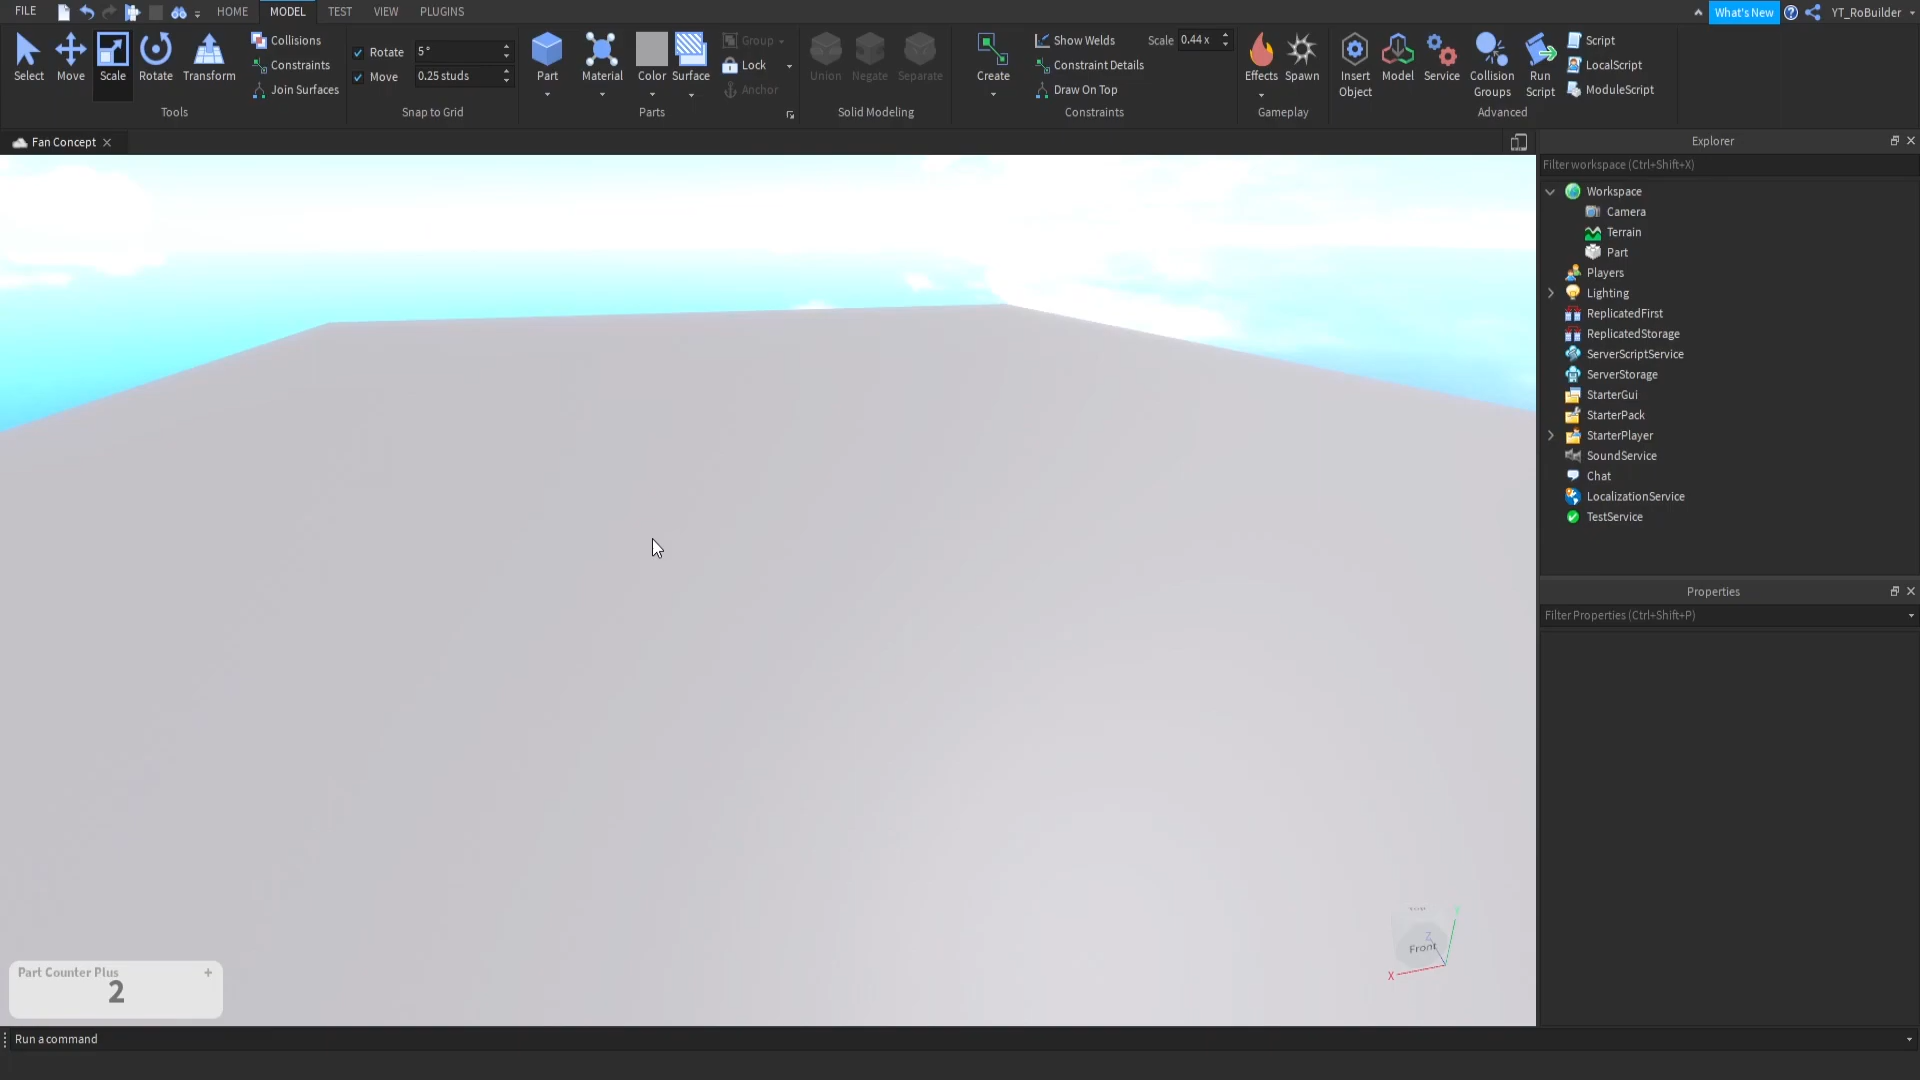 FILE
HOME
MODEL
TEST
VIEW
PLUGINS
What's New
YT_RoBuilder
Select
Move
Scale
Rotate
Transform
Collisions
Constraints
Join Surfaces
Tools
Rotate 5°
Move 0.25 studs
Snap to Grid
Part
Material
Color
Surface
Group
Lock
Anchor
Parts
Union
Negate
Separate
Solid Modeling
Create
Show Welds
Constraint Details
Draw On Top
Scale 0.44 x
Constraints
Effects
Spawn
Gameplay
Insert
Object
Model
Service
Collision
Groups
Run
Script
Script
LocalScript
ModuleScript
Advanced
Fan Concept
Explorer
Filter workspace (Ctrl+Shift+X)
Workspace
Camera
Terrain
Part
Players
Lighting
ReplicatedFirst
ReplicatedStorage
ServerScriptService
ServerStorage
StarterGui
StarterPack
StarterPlayer
SoundService
Chat
LocalizationService
TestService
Properties
Filter Properties (Ctrl+Shift+P)
Front
Z
X
Part Counter Plus +
2
Run a command